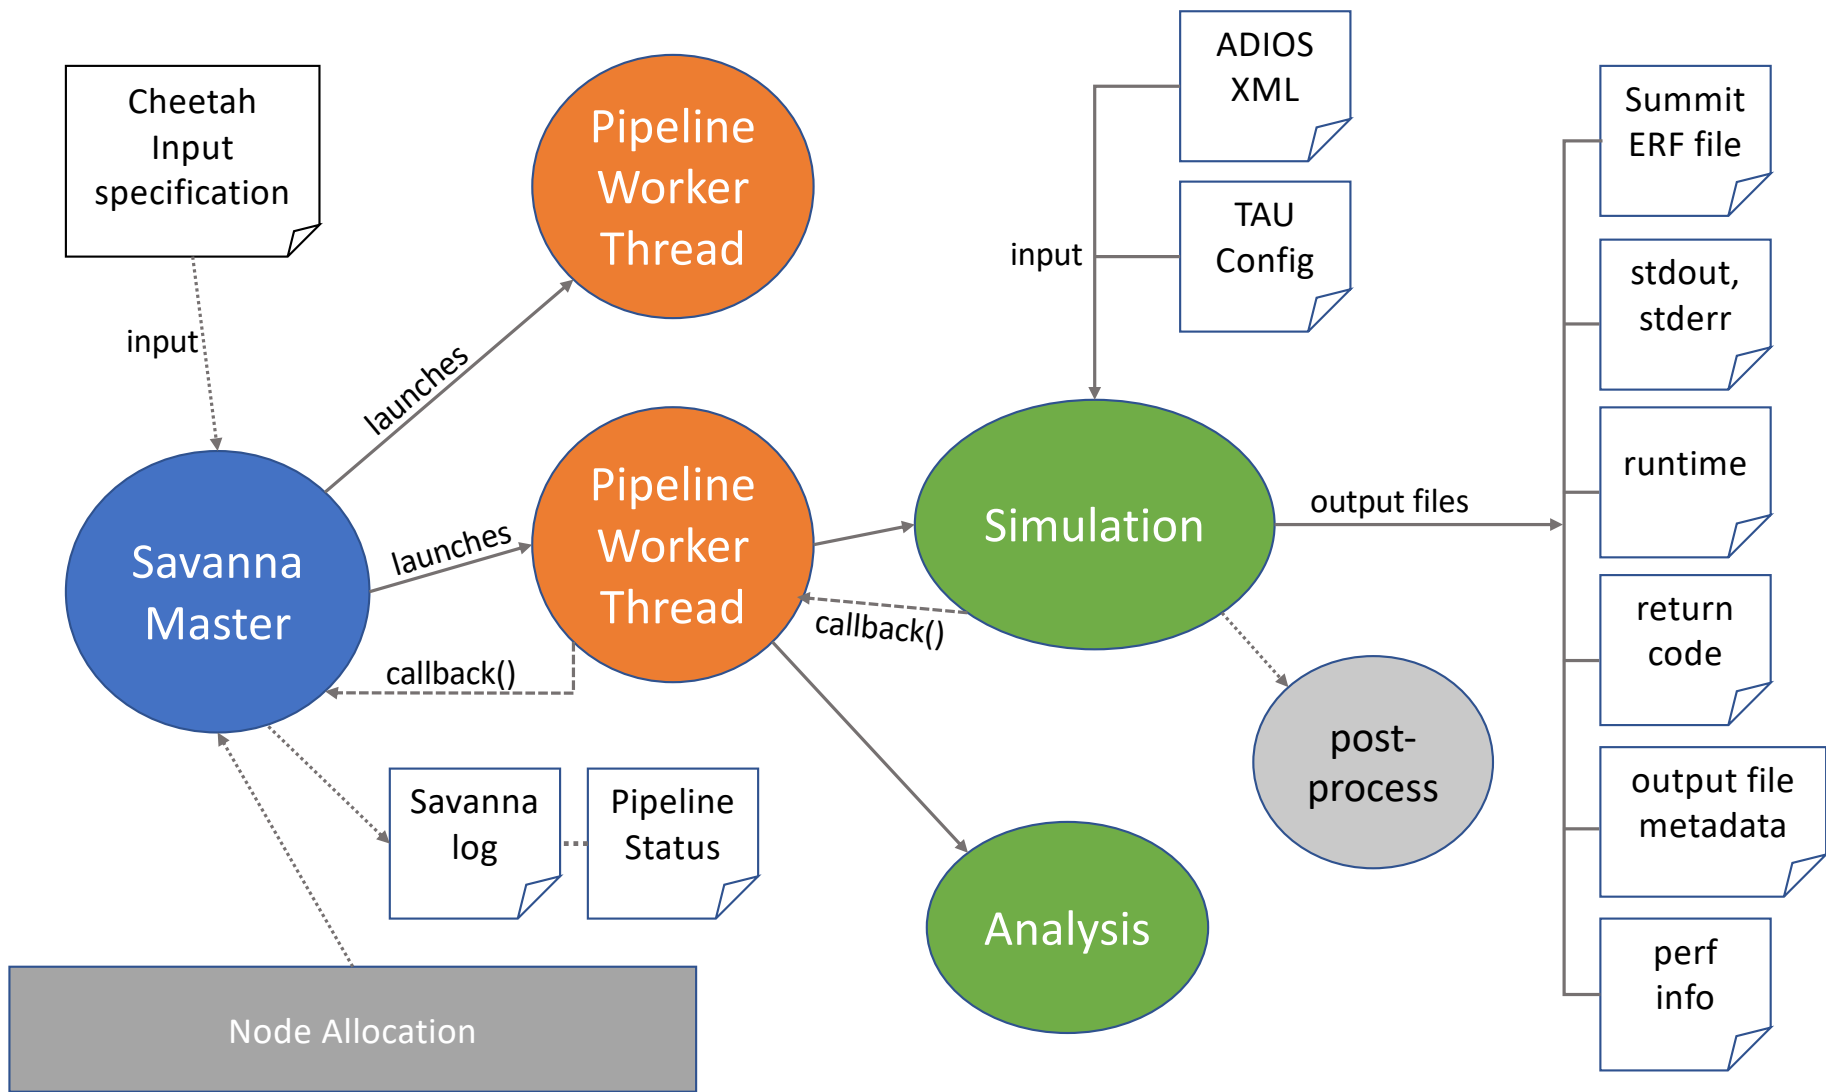 Cheetah
Input
specification
input
Pipeline
Worker
Thread
launches
Savanna
Master
launches
Pipeline
Worker
Thread
callback()
callback()
Savanna
log
Pipeline
Status
Node Allocation
ADIOS
XML
TAU
Config
input
Simulation
output files
post-
process
Analysis
Summit
ERF file
stdout,
stderr
runtime
return
code
output file
metadata
perf
info